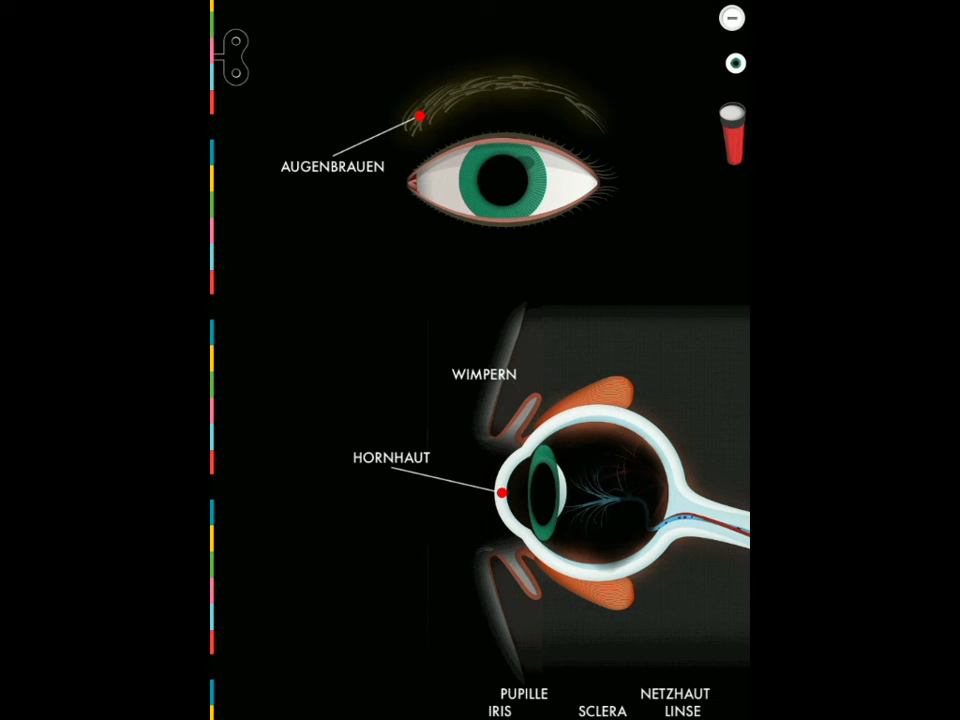 AUGENBRAUEN
WIMPERN
HORNHAUT
PUPILLE
NETZHAUT
IRIS
SCLERA
LINSE